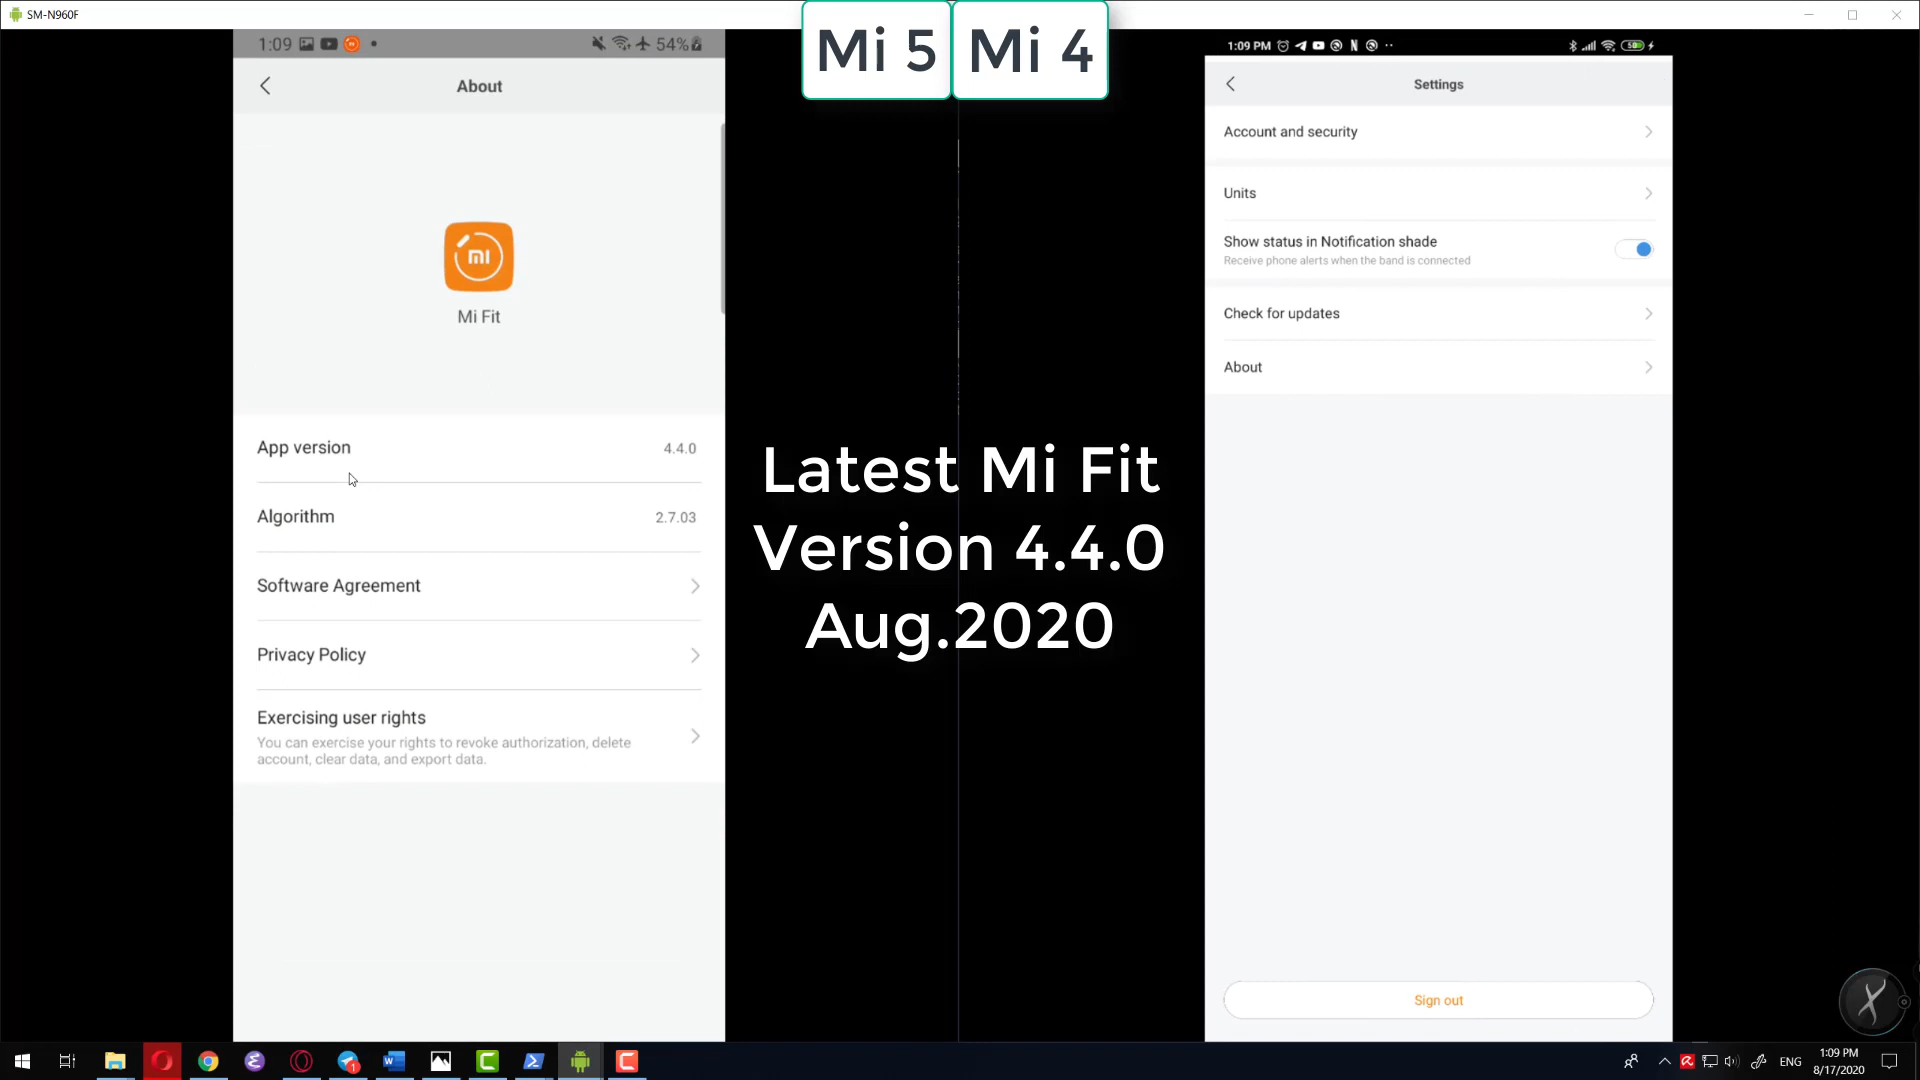 SM-N960F
Mi 5
Mi 4
1:09
54%
About
mi
Mi Fit
App version
4.4.0
Algorithm
2.7.03
Software Agreement
Privacy Policy
Exercising user rights
You can exercise your rights to revoke authorization, delete
account, clear data, and export data.
Latest Mi Fit
Version 4.4.0
Aug.2020
1:09 PM
50
Settings
Account and security
Units
Show status in Notification shade
Receive phone alerts when the band is connected
Check for updates
About
Sign out
ENG
1:09 PM
8/17/2020